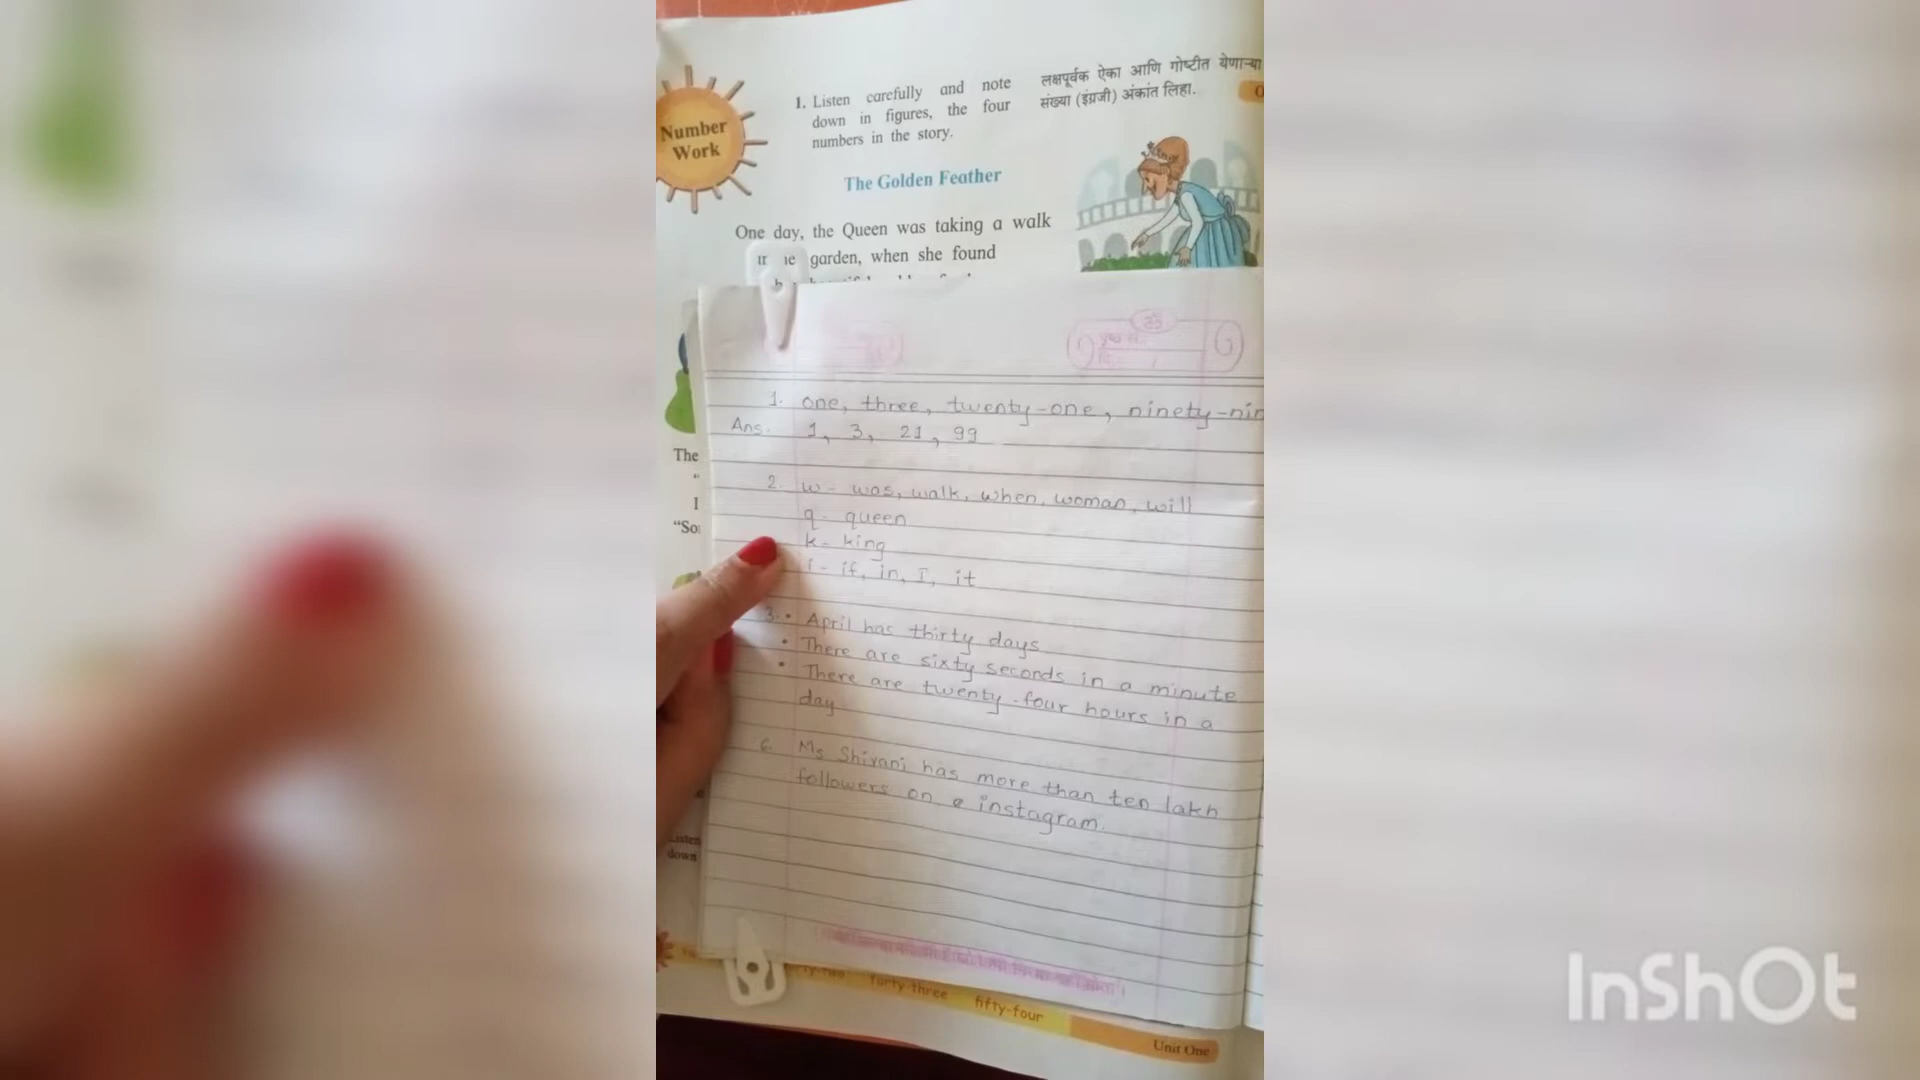 Number
Work
1. Listen carefully and note
down in figures, the four
numbers in the story.
लक्षपूर्वक ऐका आणि गोष्टीत येणाऱ्या
संख्या (इंग्रजी) अंकांत लिहा.
The Golden Feather
One day, the Queen was taking a walk
garden, when she found
1. one, three, twenty-one, ninety-nin
Ans. 1, 3, 21, 99
2. w - was, walk, when, woman, will
q - queen
k - king
i - if, in, I, it
3. • April has thirty days
• There are sixty seconds in a minute
• There are twenty-four hours in a
day
6. Ms Shivani has more than ten lakh
followers on e instagram.
The
I
"So
down
forty-three fifty-four
Unit One
InShOt